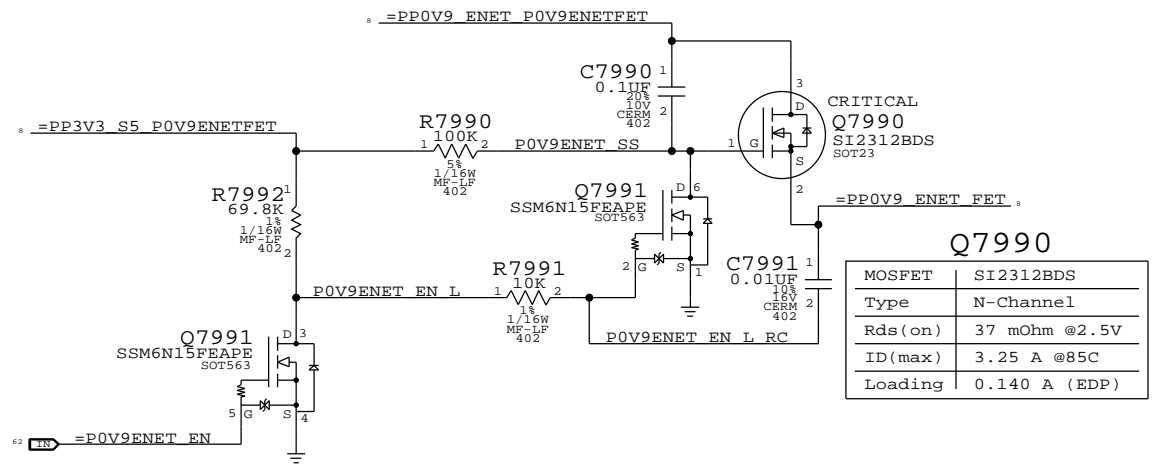 8 =PP0V9_ENET_P0V9ENETFET
C7990
0.1UF
20%
10V
CERM
402
1
2
3
D
1 G
S
2
CRITICAL
Q7990
SI2312BDS
SOT23
8 =PP3V3_S5_P0V9ENETFET
R7990
1 100K 2
5%
1/16W
MF-LF
402
P0V9ENET_SS
R7992
69.8K
1%
1/16W
MF-LF
402
1
2
Q7991
SSM6N15FEAPE
SOT563
D 6
2 G S 1
=PP0V9_ENET_FET 8
C7991
0.01UF
10%
16V
CERM
402
1
2
P0V9ENET_EN_L
R7991
1 10K 2
1%
1/16W
MF-LF
402
P0V9ENET_EN_L_RC
Q7991
SSM6N15FEAPE
SOT563
D 3
5 G S 4
62 IN =P0V9ENET_EN
Q7990
MOSFET SI2312BDS
Type N-Channel
Rds(on) 37 mOhm @2.5V
ID(max) 3.25 A @85C
Loading 0.140 A (EDP)